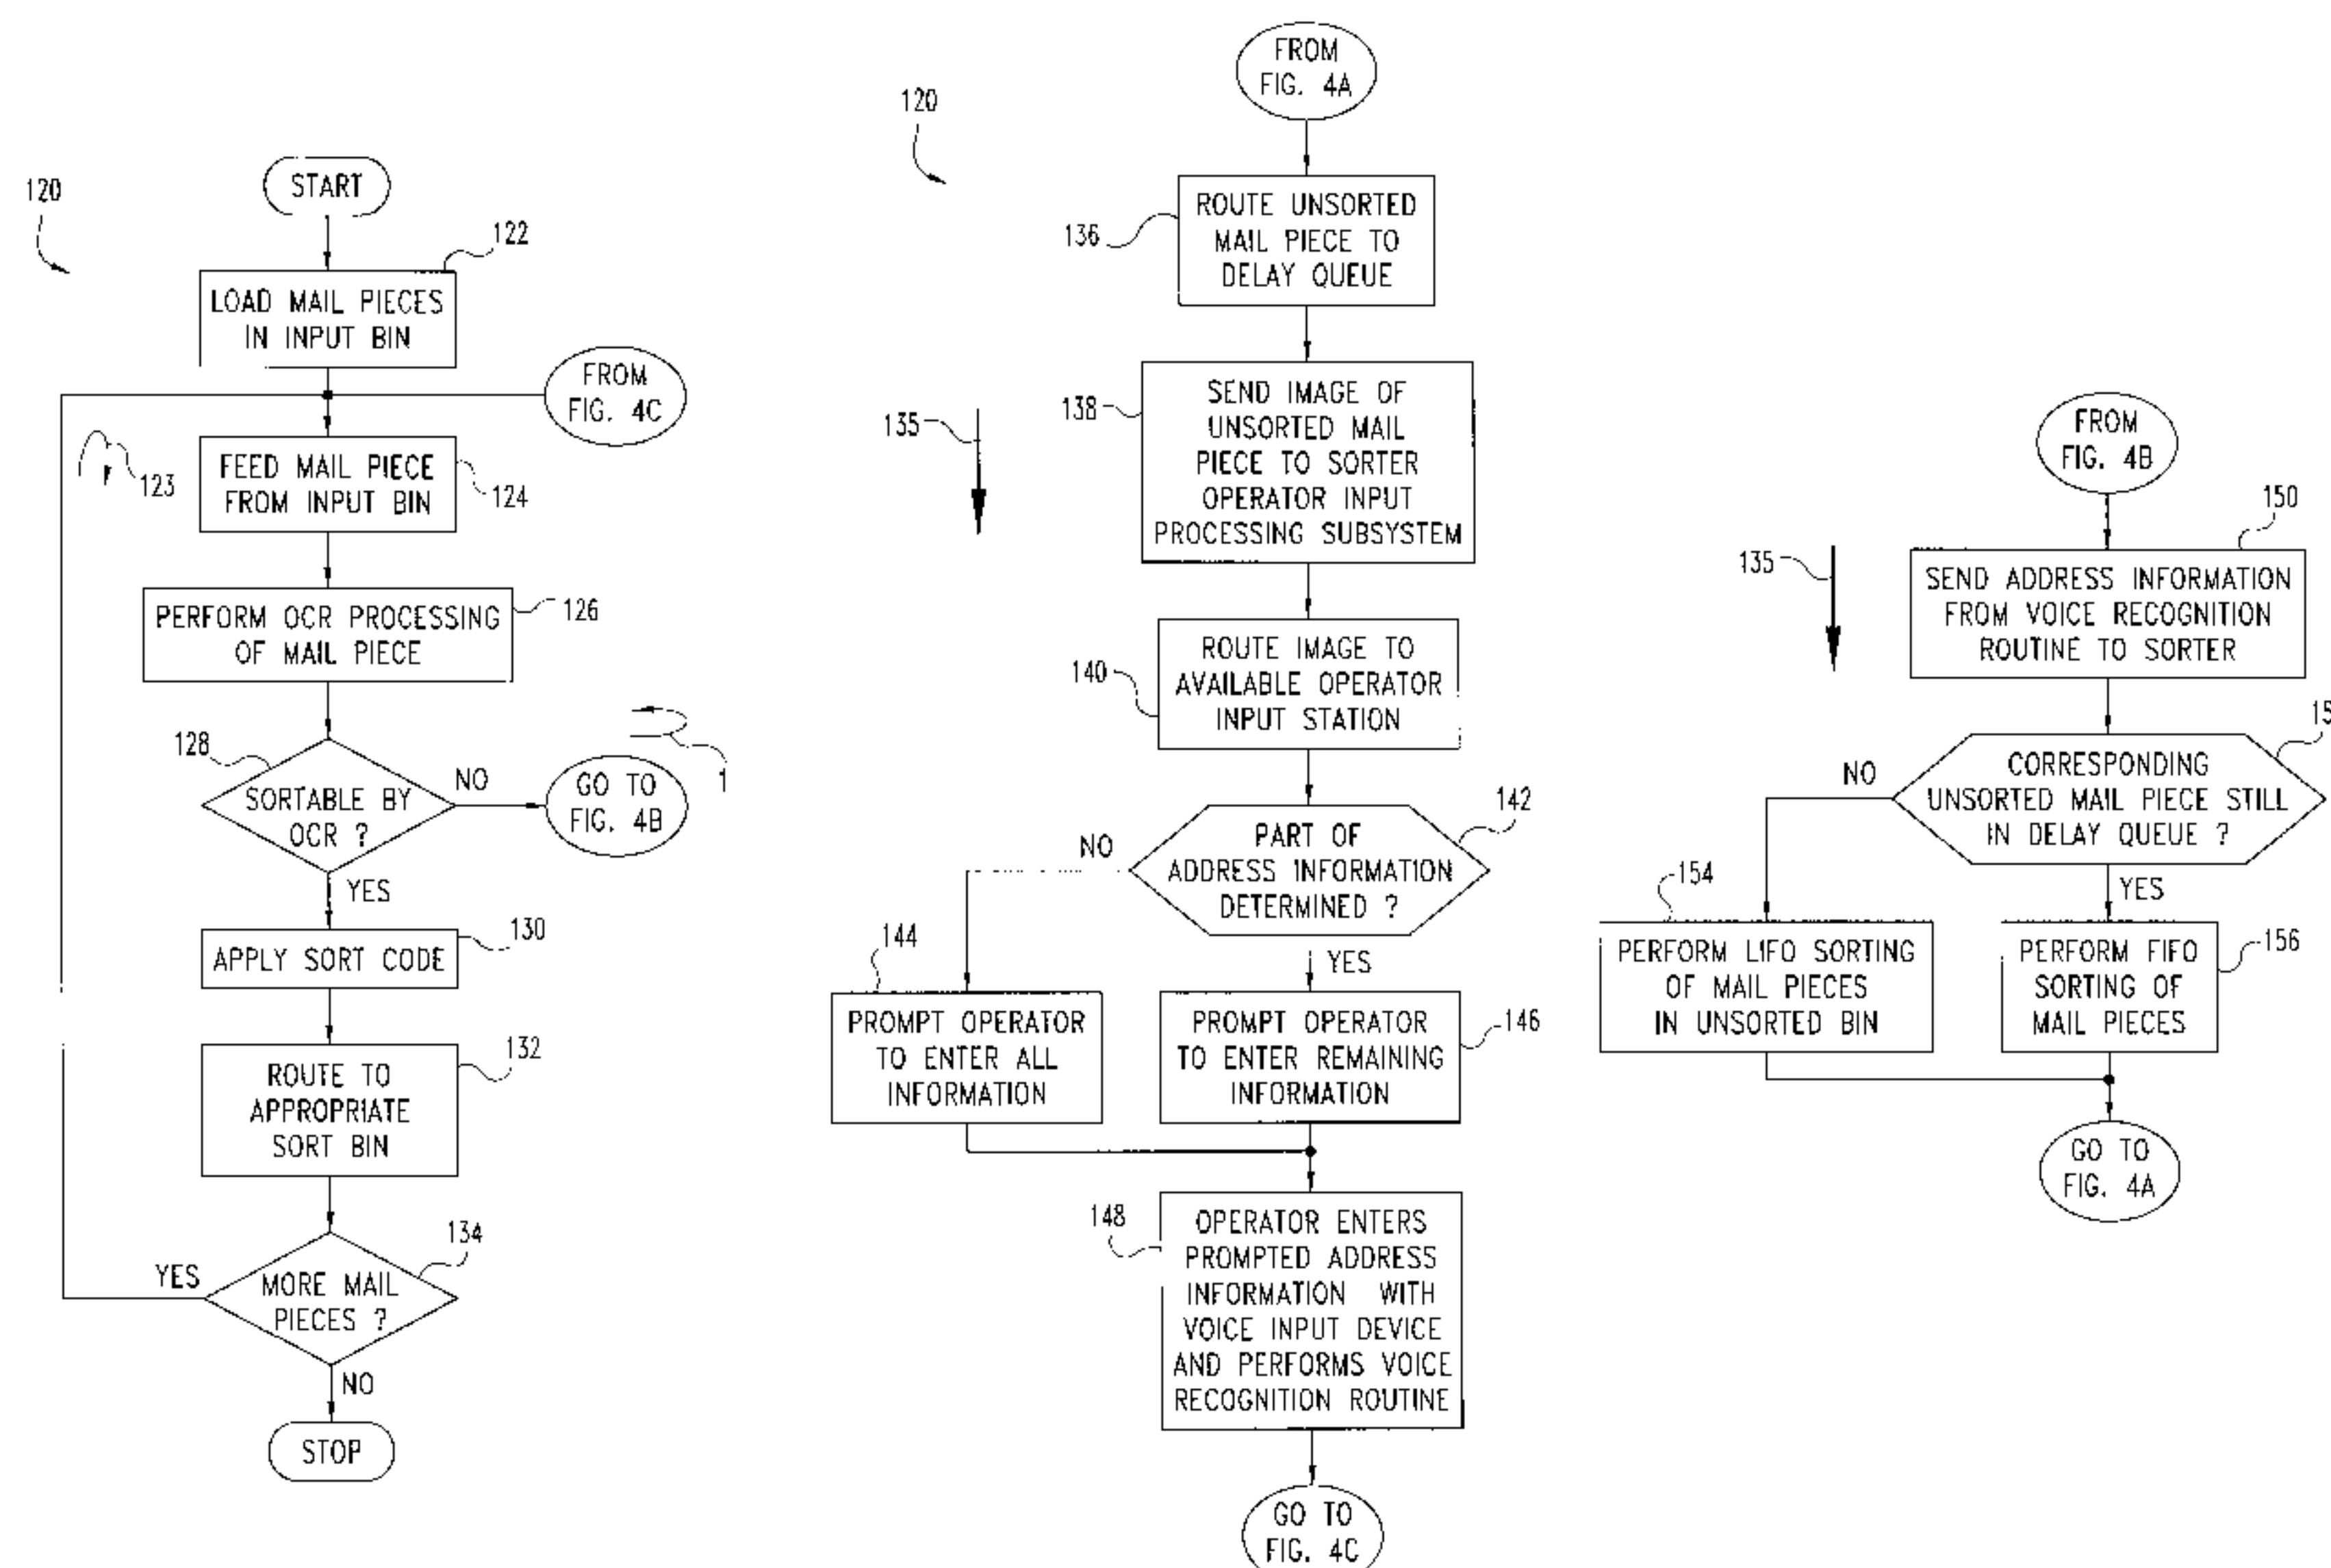 120
START
122
LOAD MAIL PIECES
IN INPUT BIN
FROM
FIG. 4C
123
FEED MAIL PIECE
FROM INPUT BIN
124
PERFORM OCR PROCESSING
OF MAIL PIECE
126
128
SORTABLE BY
OCR ?
NO
GO TO
FIG. 4B
1
YES
APPLY SORT CODE
130
ROUTE TO
APPROPRIATE
SORT BIN
132
MORE MAIL
PIECES ?
134
YES
NO
STOP
120
FROM
FIG. 4A
136
ROUTE UNSORTED
MAIL PIECE TO
DELAY QUEUE
135
138
SEND IMAGE OF
UNSORTED MAIL
PIECE TO SORTER
OPERATOR INPUT
PROCESSING SUBSYSTEM
140
ROUTE IMAGE TO
AVAILABLE OPERATOR
INPUT STATION
142
PART OF
ADDRESS INFORMATION
DETERMINED ?
NO
YES
144
PROMPT OPERATOR
TO ENTER ALL
INFORMATION
PROMPT OPERATOR
TO ENTER REMAINING
INFORMATION
146
148
OPERATOR ENTERS
PROMPTED ADDRESS
INFORMATION WITH
VOICE INPUT DEVICE
AND PERFORMS VOICE
RECOGNITION ROUTINE
GO TO
FIG. 4C
FROM
FIG. 4B
135
150
SEND ADDRESS INFORMATION
FROM VOICE RECOGNITION
ROUTINE TO SORTER
15
CORRESPONDING
UNSORTED MAIL PIECE STILL
IN DELAY QUEUE ?
NO
YES
154
PERFORM LIFO SORTING
OF MAIL PIECES
IN UNSORTED BIN
PERFORM FIFO
SORTING OF
MAIL PIECES
156
GO TO
FIG. 4A